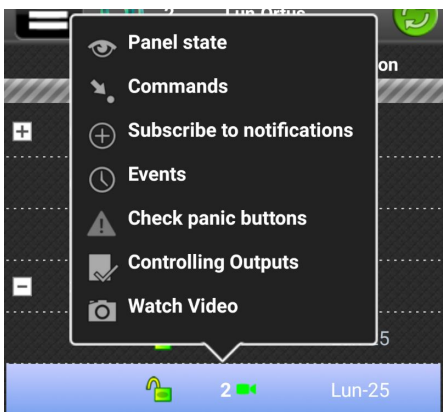 Panel state
on
Commands
Subscribe to notifications
Events
Check panic buttons
Controlling Outputs
Watch Video
5
2 Lun-25